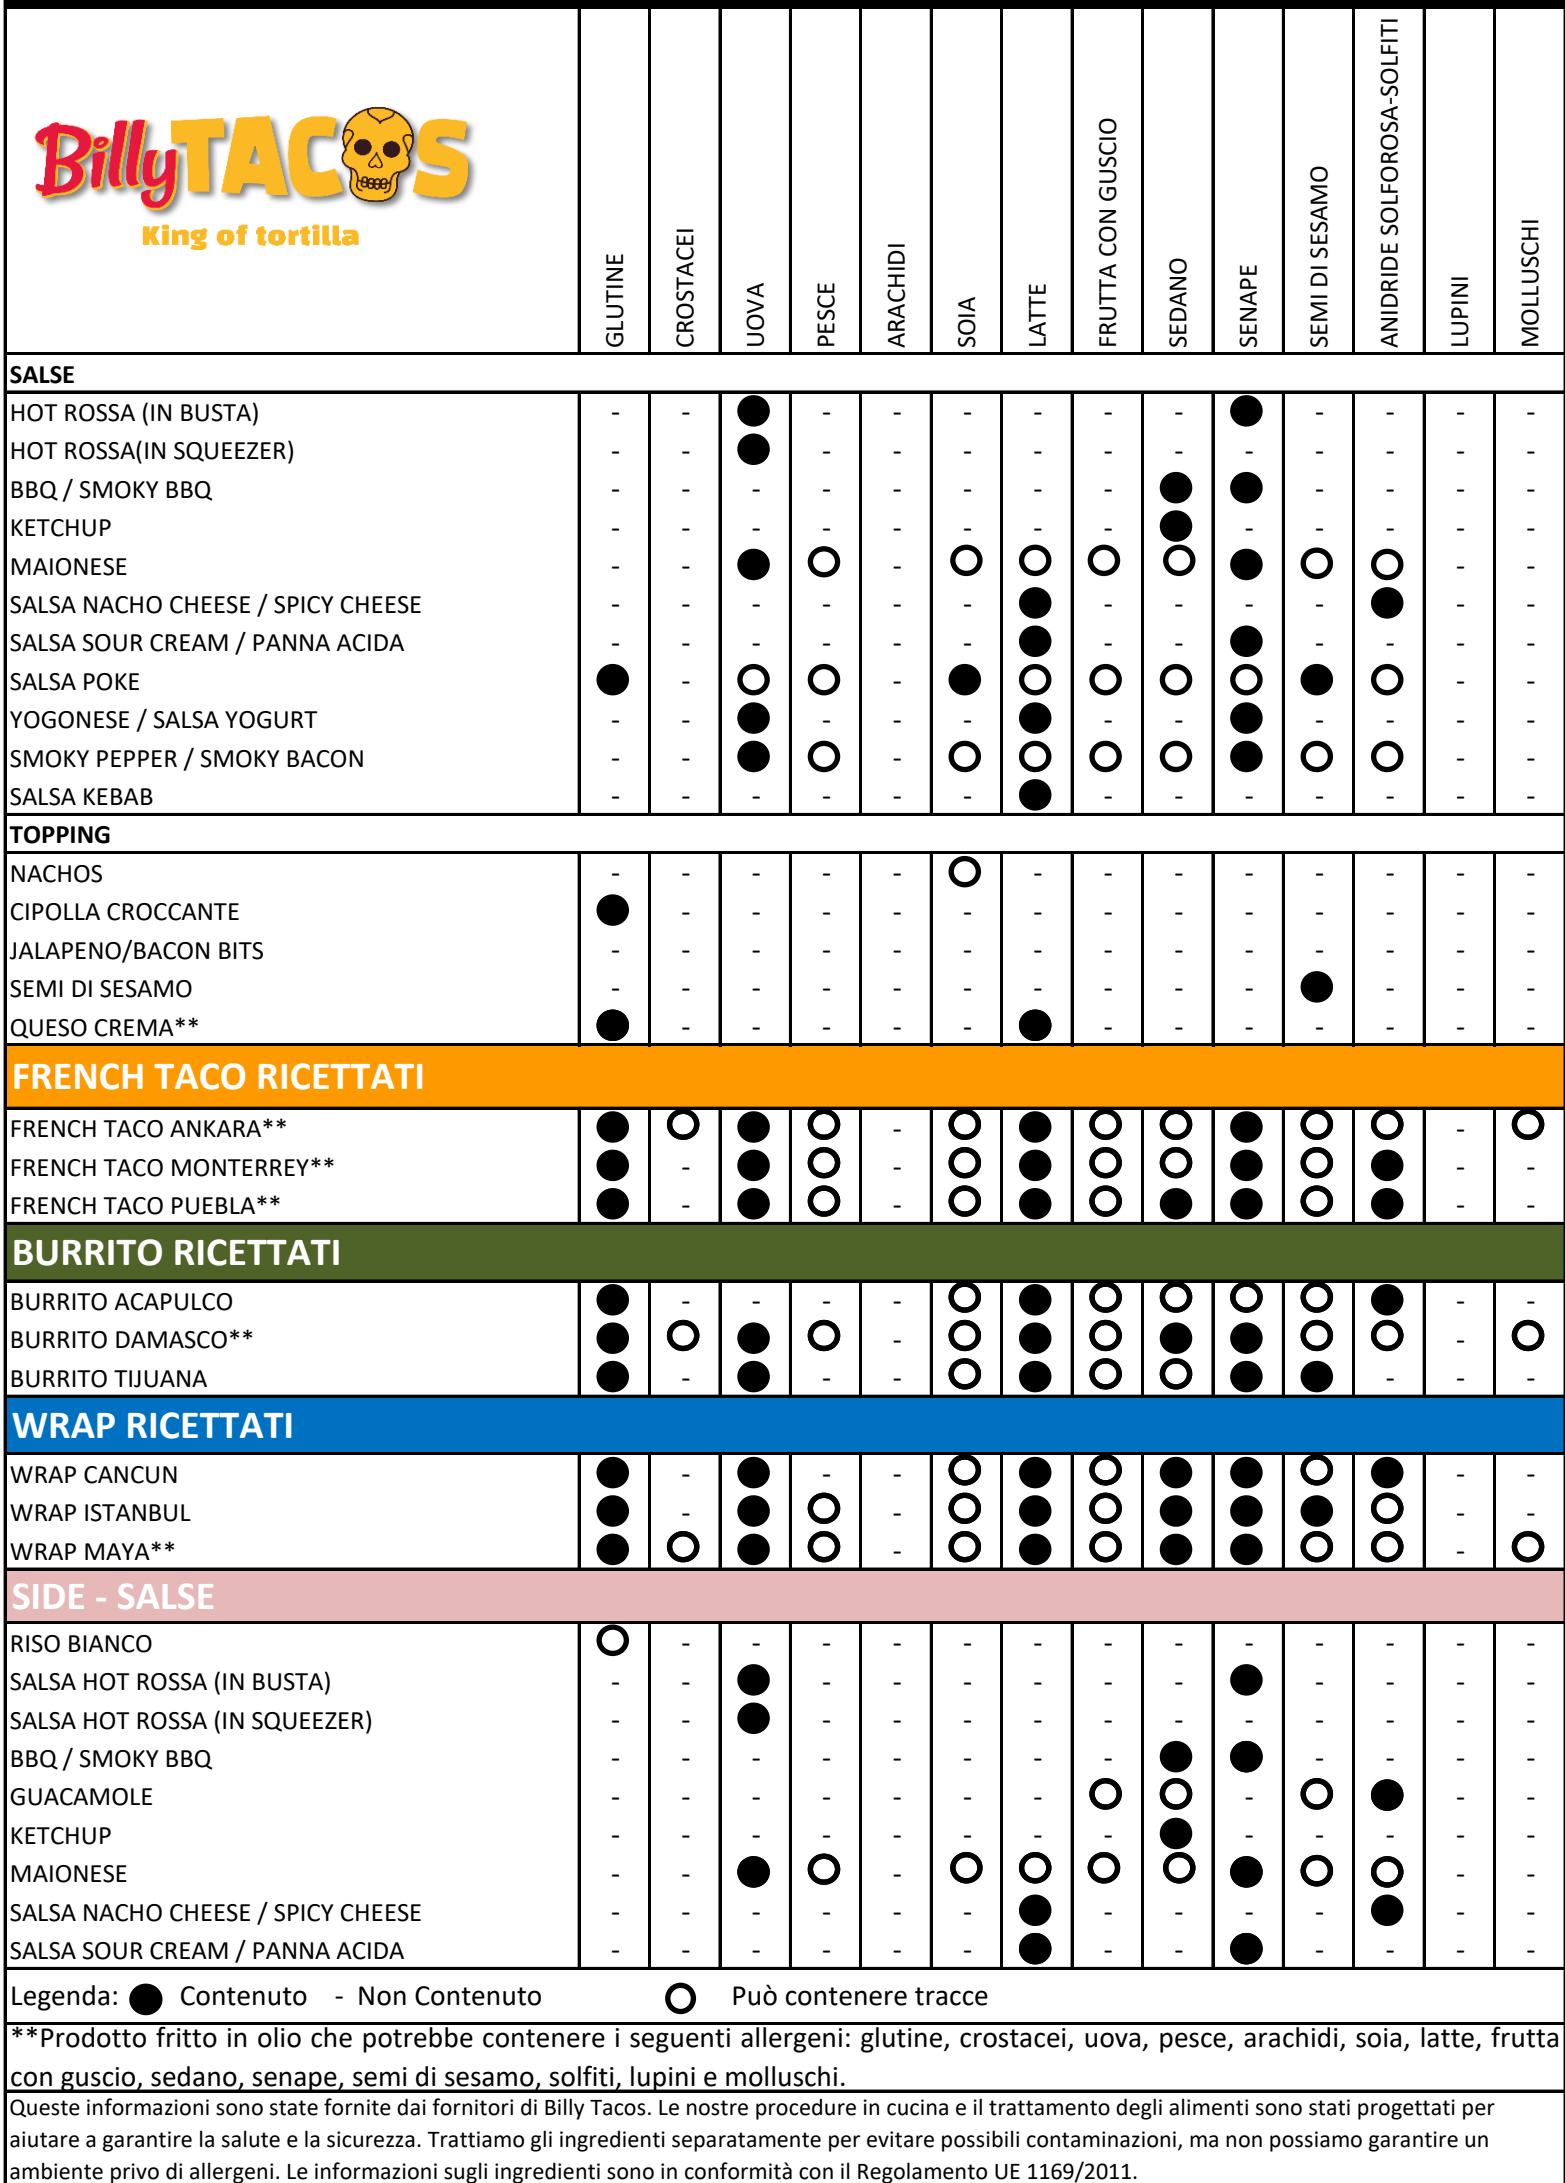 BillyTACOS
King of tortilla
GLUTINE
CROSTACEI
UOVA
PESCE
ARACHIDI
SOIA
LATTE
FRUTTA CON GUSCIO
SEDANO
SENAPE
SEMI DI SESAMO
ANIDRIDE SOLFOROSA-SOLFITI
LUPINI
MOLLUSCHI
SALSE
HOT ROSSA (IN BUSTA) - - ● - - - - - - ● - - - -
HOT ROSSA(IN SQUEEZER) - - ● - - - - - - - - - - -
BBQ / SMOKY BBQ - - - - - - - - ● ● - - - -
KETCHUP - - - - - - - - ● - - - - -
MAIONESE - - ● O - O O O O ● O O - -
SALSA NACHO CHEESE / SPICY CHEESE - - - - - - ● - - - - ● - -
SALSA SOUR CREAM / PANNA ACIDA - - - - - - ● - - ● - - - -
SALSA POKE ● - O O - ● O O O O ● O - -
YOGONESE / SALSA YOGURT - - ● - - - ● - - ● - - - -
SMOKY PEPPER / SMOKY BACON - - ● O - O O O O ● O O - -
SALSA KEBAB - - - - - - ● - - - - - - -
TOPPING
NACHOS - - - - - O - - - - - - - -
CIPOLLA CROCCANTE ● - - - - - - - - - - - - -
JALAPENO/BACON BITS - - - - - - - - - - - - - -
SEMI DI SESAMO - - - - - - - - - - ● - - -
QUESO CREMA** ● - - - - - ● - - - - - - -
FRENCH TACO RICETTATI
FRENCH TACO ANKARA** ● O ● O - O ● O O ● O O - O
FRENCH TACO MONTERREY** ● - ● O - O ● O O ● O ● - -
FRENCH TACO PUEBLA** ● - ● O - O ● O ● ● O ● - -
BURRITO RICETTATI
BURRITO ACAPULCO ● - - - - O ● O O O O ● - -
BURRITO DAMASCO** ● O ● O - O ● O ● ● O O - O
BURRITO TIJUANA ● - ● - - O ● O O ● ● - - -
WRAP RICETTATI
WRAP CANCUN ● - ● - - O ● O ● ● O ● - -
WRAP ISTANBUL ● - ● O - O ● O ● ● ● O - -
WRAP MAYA** ● O ● O - O ● O ● ● O O - O
SIDE - SALSE
RISO BIANCO O - - - - - - - - - - - - -
SALSA HOT ROSSA (IN BUSTA) - - ● - - - - - - ● - - - -
SALSA HOT ROSSA (IN SQUEEZER) - - ● - - - - - - - - - - -
BBQ / SMOKY BBQ - - - - - - - - ● ● - - - -
GUACAMOLE - - - - - - - O O - O ● - -
KETCHUP - - - - - - - - ● - - - - -
MAIONESE - - ● O - O O O O ● O O - -
SALSA NACHO CHEESE / SPICY CHEESE - - - - - - ● - - - - ● - -
SALSA SOUR CREAM / PANNA ACIDA - - - - - - ● - - ● - - - -
Legenda: ● Contenuto - Non Contenuto O Può contenere tracce
**Prodotto fritto in olio che potrebbe contenere i seguenti allergeni: glutine, crostacei, uova, pesce, arachidi, soia, latte, frutta
con guscio, sedano, senape, semi di sesamo, solfiti, lupini e molluschi.
Queste informazioni sono state fornite dai fornitori di Billy Tacos. Le nostre procedure in cucina e il trattamento degli alimenti sono stati progettati per
aiutare a garantire la salute e la sicurezza. Trattiamo gli ingredienti separatamente per evitare possibili contaminazioni, ma non possiamo garantire un
ambiente privo di allergeni. Le informazioni sugli ingredienti sono in conformità con il Regolamento UE 1169/2011.